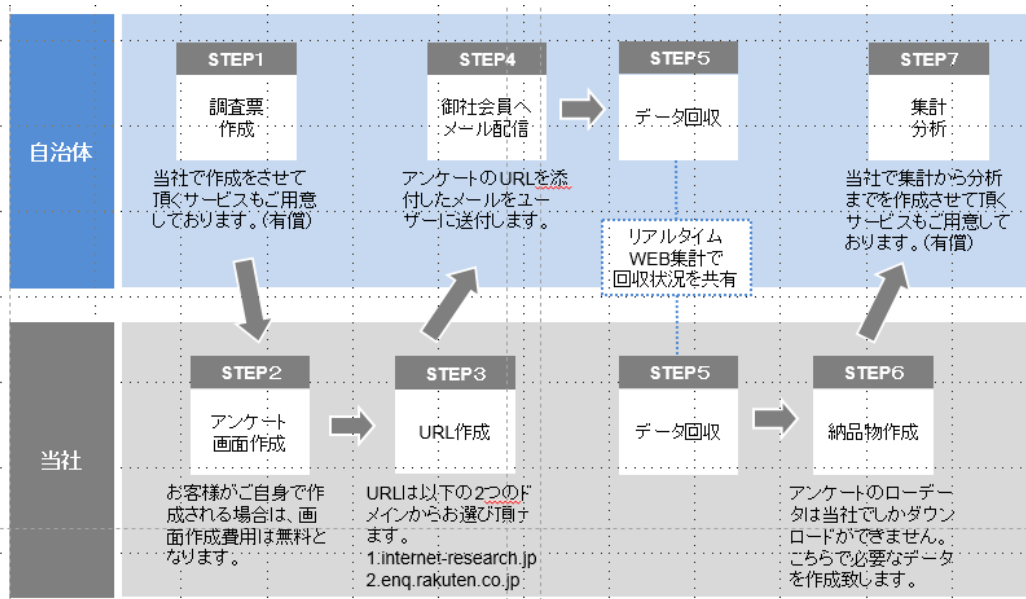 自治体
STEP1
調査票
作成
当社で作成をさせて
頂くサービスもご用意
しております。(有償)
STEP4
御社会員へ
メール配信
アンケートのURLを添
付したメールをユー
ザーに送付します。
STEP5
データ回収
リアルタイム
WEB集計で
回収状況を共有
STEP7
集計
分析
当社で集計から分析
までを作成させて頂く
サービスもご用意して
おります。(有償)
当社
STEP2
アンケート
画面作成
お客様がご自身で作
成される場合は、画
面作成費用は無料と
なります。
STEP3
URL作成
URLは以下の2つのド
メインからお選び頂け
ます。
1.internet-research.jp
2.enq.rakuten.co.jp
STEP5
データ回収
STEP6
納品物作成
アンケートのローデー
タは当社でしかダウン
ロードができません。
こちらで必要なデータ
を作成致します。